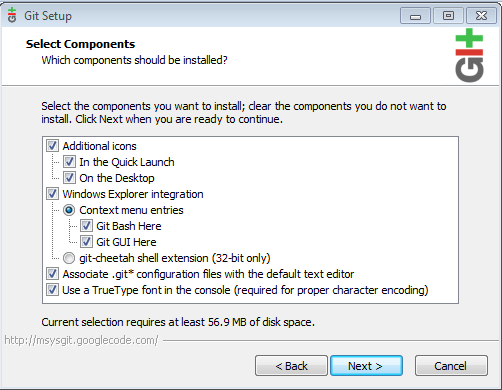 Git Setup
Select Components
Which components should be installed?
GIT
Select the components you want to install; clear the components you do not want to
install. Click Next when you are ready to continue.
Additional icons
In the Quick Launch
On the Desktop
Windows Explorer integration
Context menu entries
Git Bash Here
Git GUI Here
git-cheetah shell extension (32-bit only)
Associate .git* configuration files with the default text editor
Use a TrueType font in the console (required for proper character encoding)
Current selection requires at least 56.9 MB of disk space.
http://msysgit.googlecode.com/
< Back
Next >
Cancel